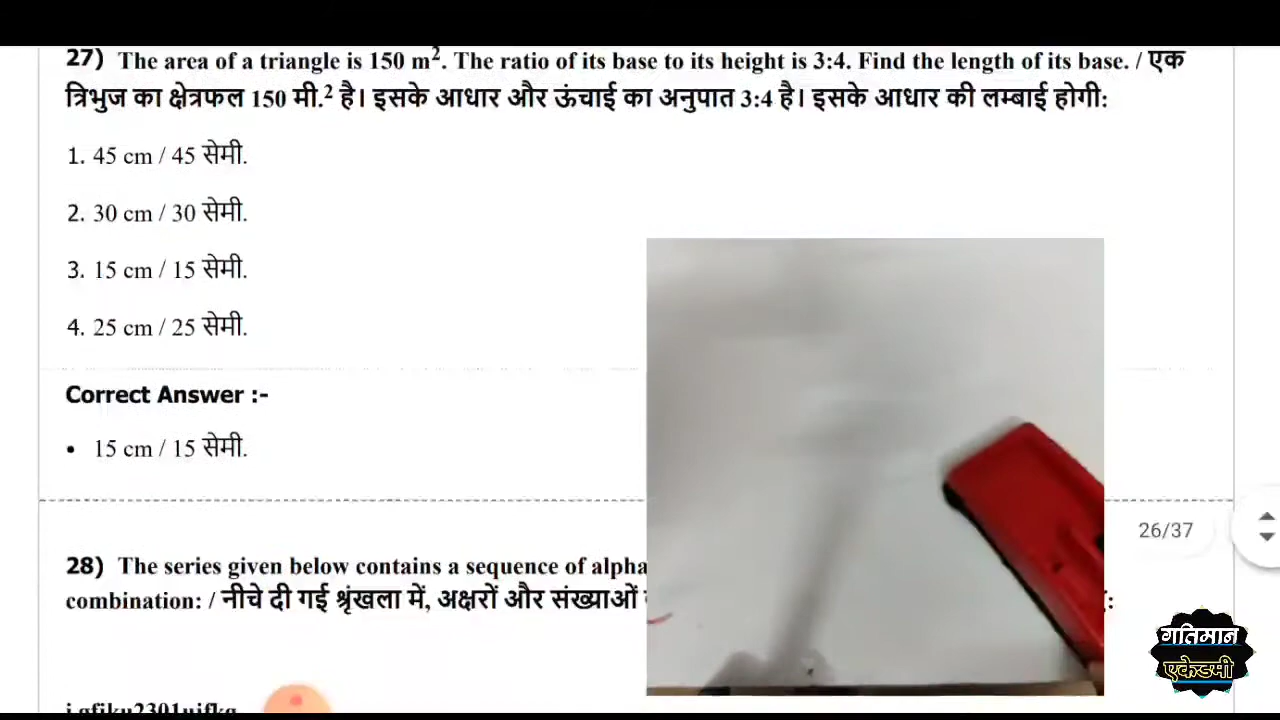 27) The area of a triangle is 150 m². The ratio of its base to its height is 3:4. Find the length of its base. / एक
त्रिभुज का क्षेत्रफल 150 मी.² है। इसके आधार और ऊंचाई का अनुपात 3:4 है। इसके आधार की लम्बाई होगी:
1. 45 cm / 45 सेमी.
2. 30 cm / 30 सेमी.
3. 15 cm / 15 सेमी.
4. 25 cm / 25 सेमी.
Correct Answer :-
• 15 cm / 15 सेमी.
26/37
28) The series given below contains a sequence of
combination: / नीचे दी गई श्रृंखला में, अक्षरों और संख्याओं
गतिमान
एकेडमी